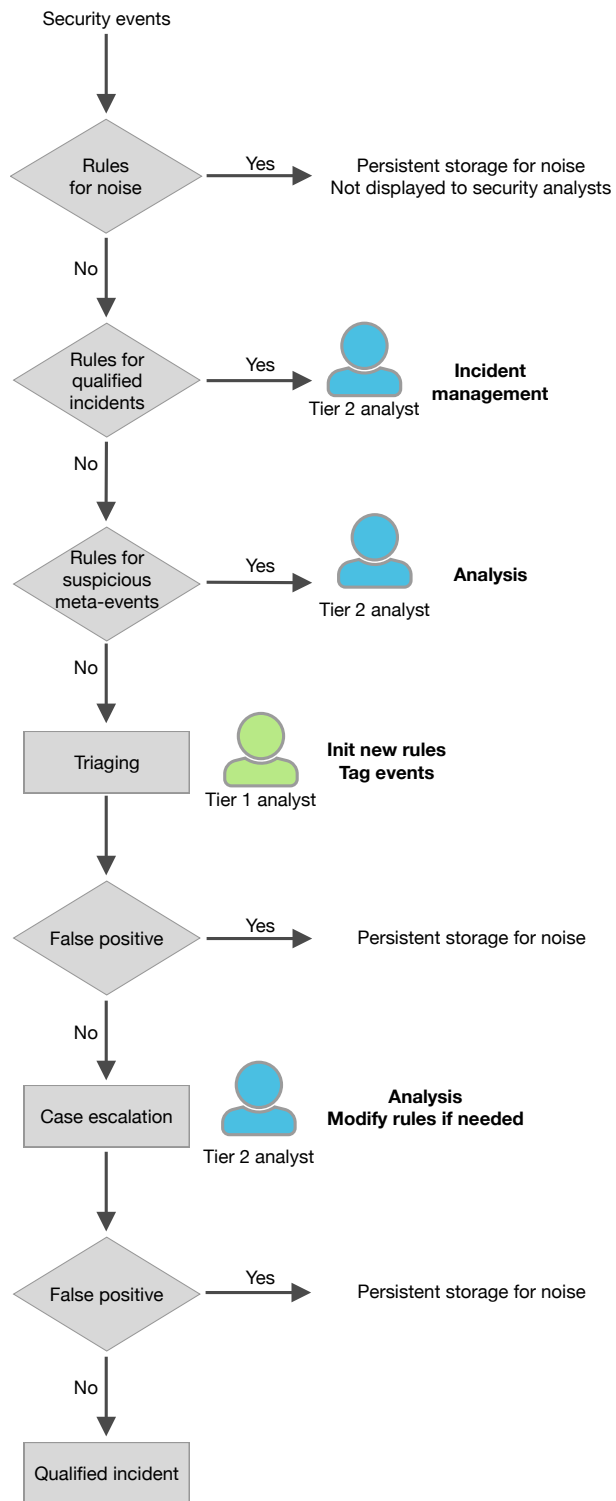 Security events
Rules
for noise
Yes
Persistent storage for noise
Not displayed to security analysts
No
Rules for
qualified
incidents
Yes
Tier 2 analyst
Incident
management
No
Rules for
suspicious
meta-events
Yes
Tier 2 analyst
Analysis
No
Triaging
Tier 1 analyst
Init new rules
Tag events
False positive
Yes
Persistent storage for noise
No
Case escalation
Tier 2 analyst
Analysis
Modify rules if needed
False positive
Yes
Persistent storage for noise
No
Qualified incident